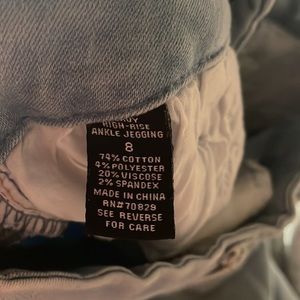 HIGH-RISE
ANKLE JEGGING
8
74% COTTON
4% POLYESTER
20% VISCOSE
2% SPANDEX
MADE IN CHINA
RN#70829
SEE REVERSE
FOR CARE